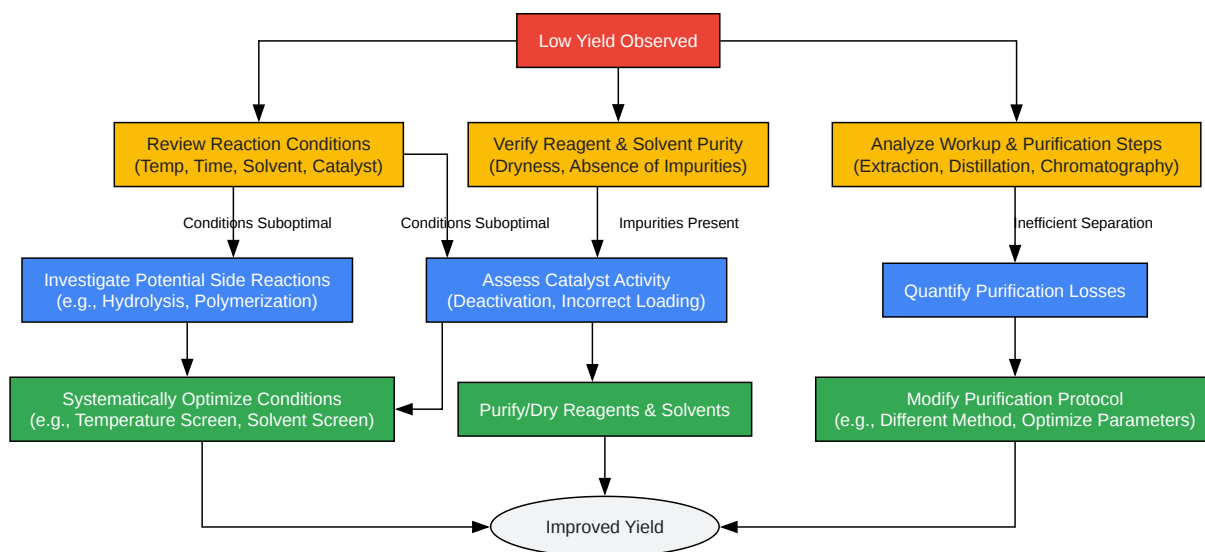 Low Yield Observed
Review Reaction Conditions
(Temp, Time, Solvent, Catalyst)
Verify Reagent & Solvent Purity
(Dryness, Absence of Impurities)
Analyze Workup & Purification Steps
(Extraction, Distillation, Chromatography)
Conditions Suboptimal
Conditions Suboptimal
Impurities Present
Inefficient Separation
Investigate Potential Side Reactions
(e.g., Hydrolysis, Polymerization)
Assess Catalyst Activity
(Deactivation, Incorrect Loading)
Quantify Purification Losses
Systematically Optimize Conditions
(e.g., Temperature Screen, Solvent Screen)
Purify/Dry Reagents & Solvents
Modify Purification Protocol
(e.g., Different Method, Optimize Parameters)
Improved Yield